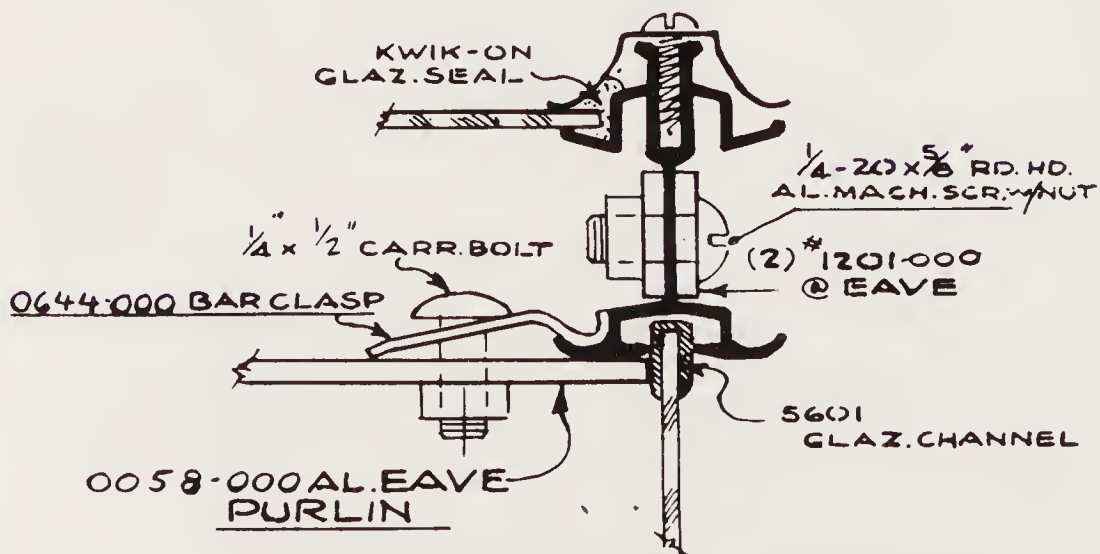 KWIK-ON
GLAZ. SEAL
1/4-20 x 5/8" RD. HD.
AL. MACH. SCR. W/NUT
1/4" x 1/2" CARR. BOLT
(2) #1201-000
@ EAVE
0644-000 BAR CLASP
5601
GLAZ. CHANNEL
0058-000 AL. EAVE
PURLIN